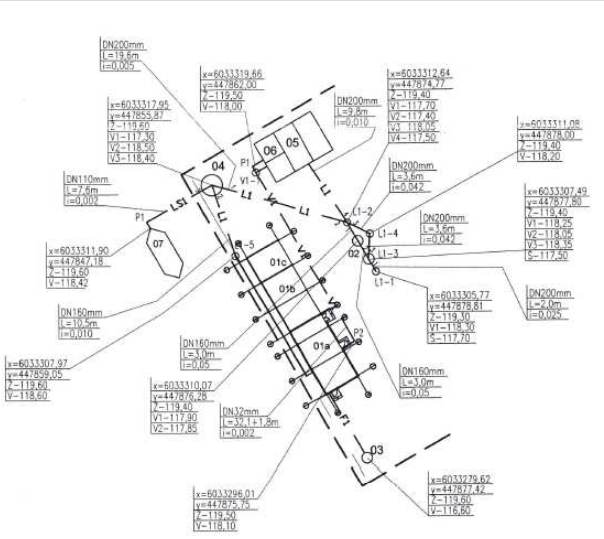 DN200mm
L=19,6m
i=0,005
x=6033319,66
y=447862,00
Z-119,50
V-118,00
x=6033312,64
y=447874,77
Z-119,40
V1-117,70
V2-117,40
V3-118,05
V4-117,50
DN200mm
L=9,8m
i=0,010
x=6033317,95
y=447855,87
Z-119,60
V1-117,30
V2-118,50
V3-118,40
x=6033311,08
y=447878,00
Z-119,40
V-118,20
04
P1
V1-
06
05
DN200mm
L=3,6m
i=0,042
DN110mm
L=7,6m
i=0,002
L1
x=6033307,49
y=447877,80
Z-119,40
V1-118,25
V2-118,05
V3-118,35
S-117,50
LS1
L1
P1
L1
L1
L1-2
DN200mm
L=3,6m
i=0,042
L1-4
07
-5
02
x=6033311,90
y=447847,18
Z-119,60
V-118,42
01c
L1-3
L1-1
01b
DN200mm
L=2,0m
i=0,025
x=6033305,77
y=447878,81
Z-119,30
V1-118,30
S-117,70
DN160mm
L=10,5m
i=0,010
P2
01a
DN160mm
L=3,0m
i=0,05
x=6033307,97
y=447859,05
Z-119,60
V-118,60
DN160mm
L=3,0m
i=0,05
x=6033310,07
y=447876,28
Z-119,40
V1-117,90
V2-117,85
DN32mm
L=32,1+1,8m
i=0,002
F1
03
x=6033279,62
y=447877,42
Z-119,60
V-116,60
x=6033296,01
y=447875,75
Z-119,50
V-118,10